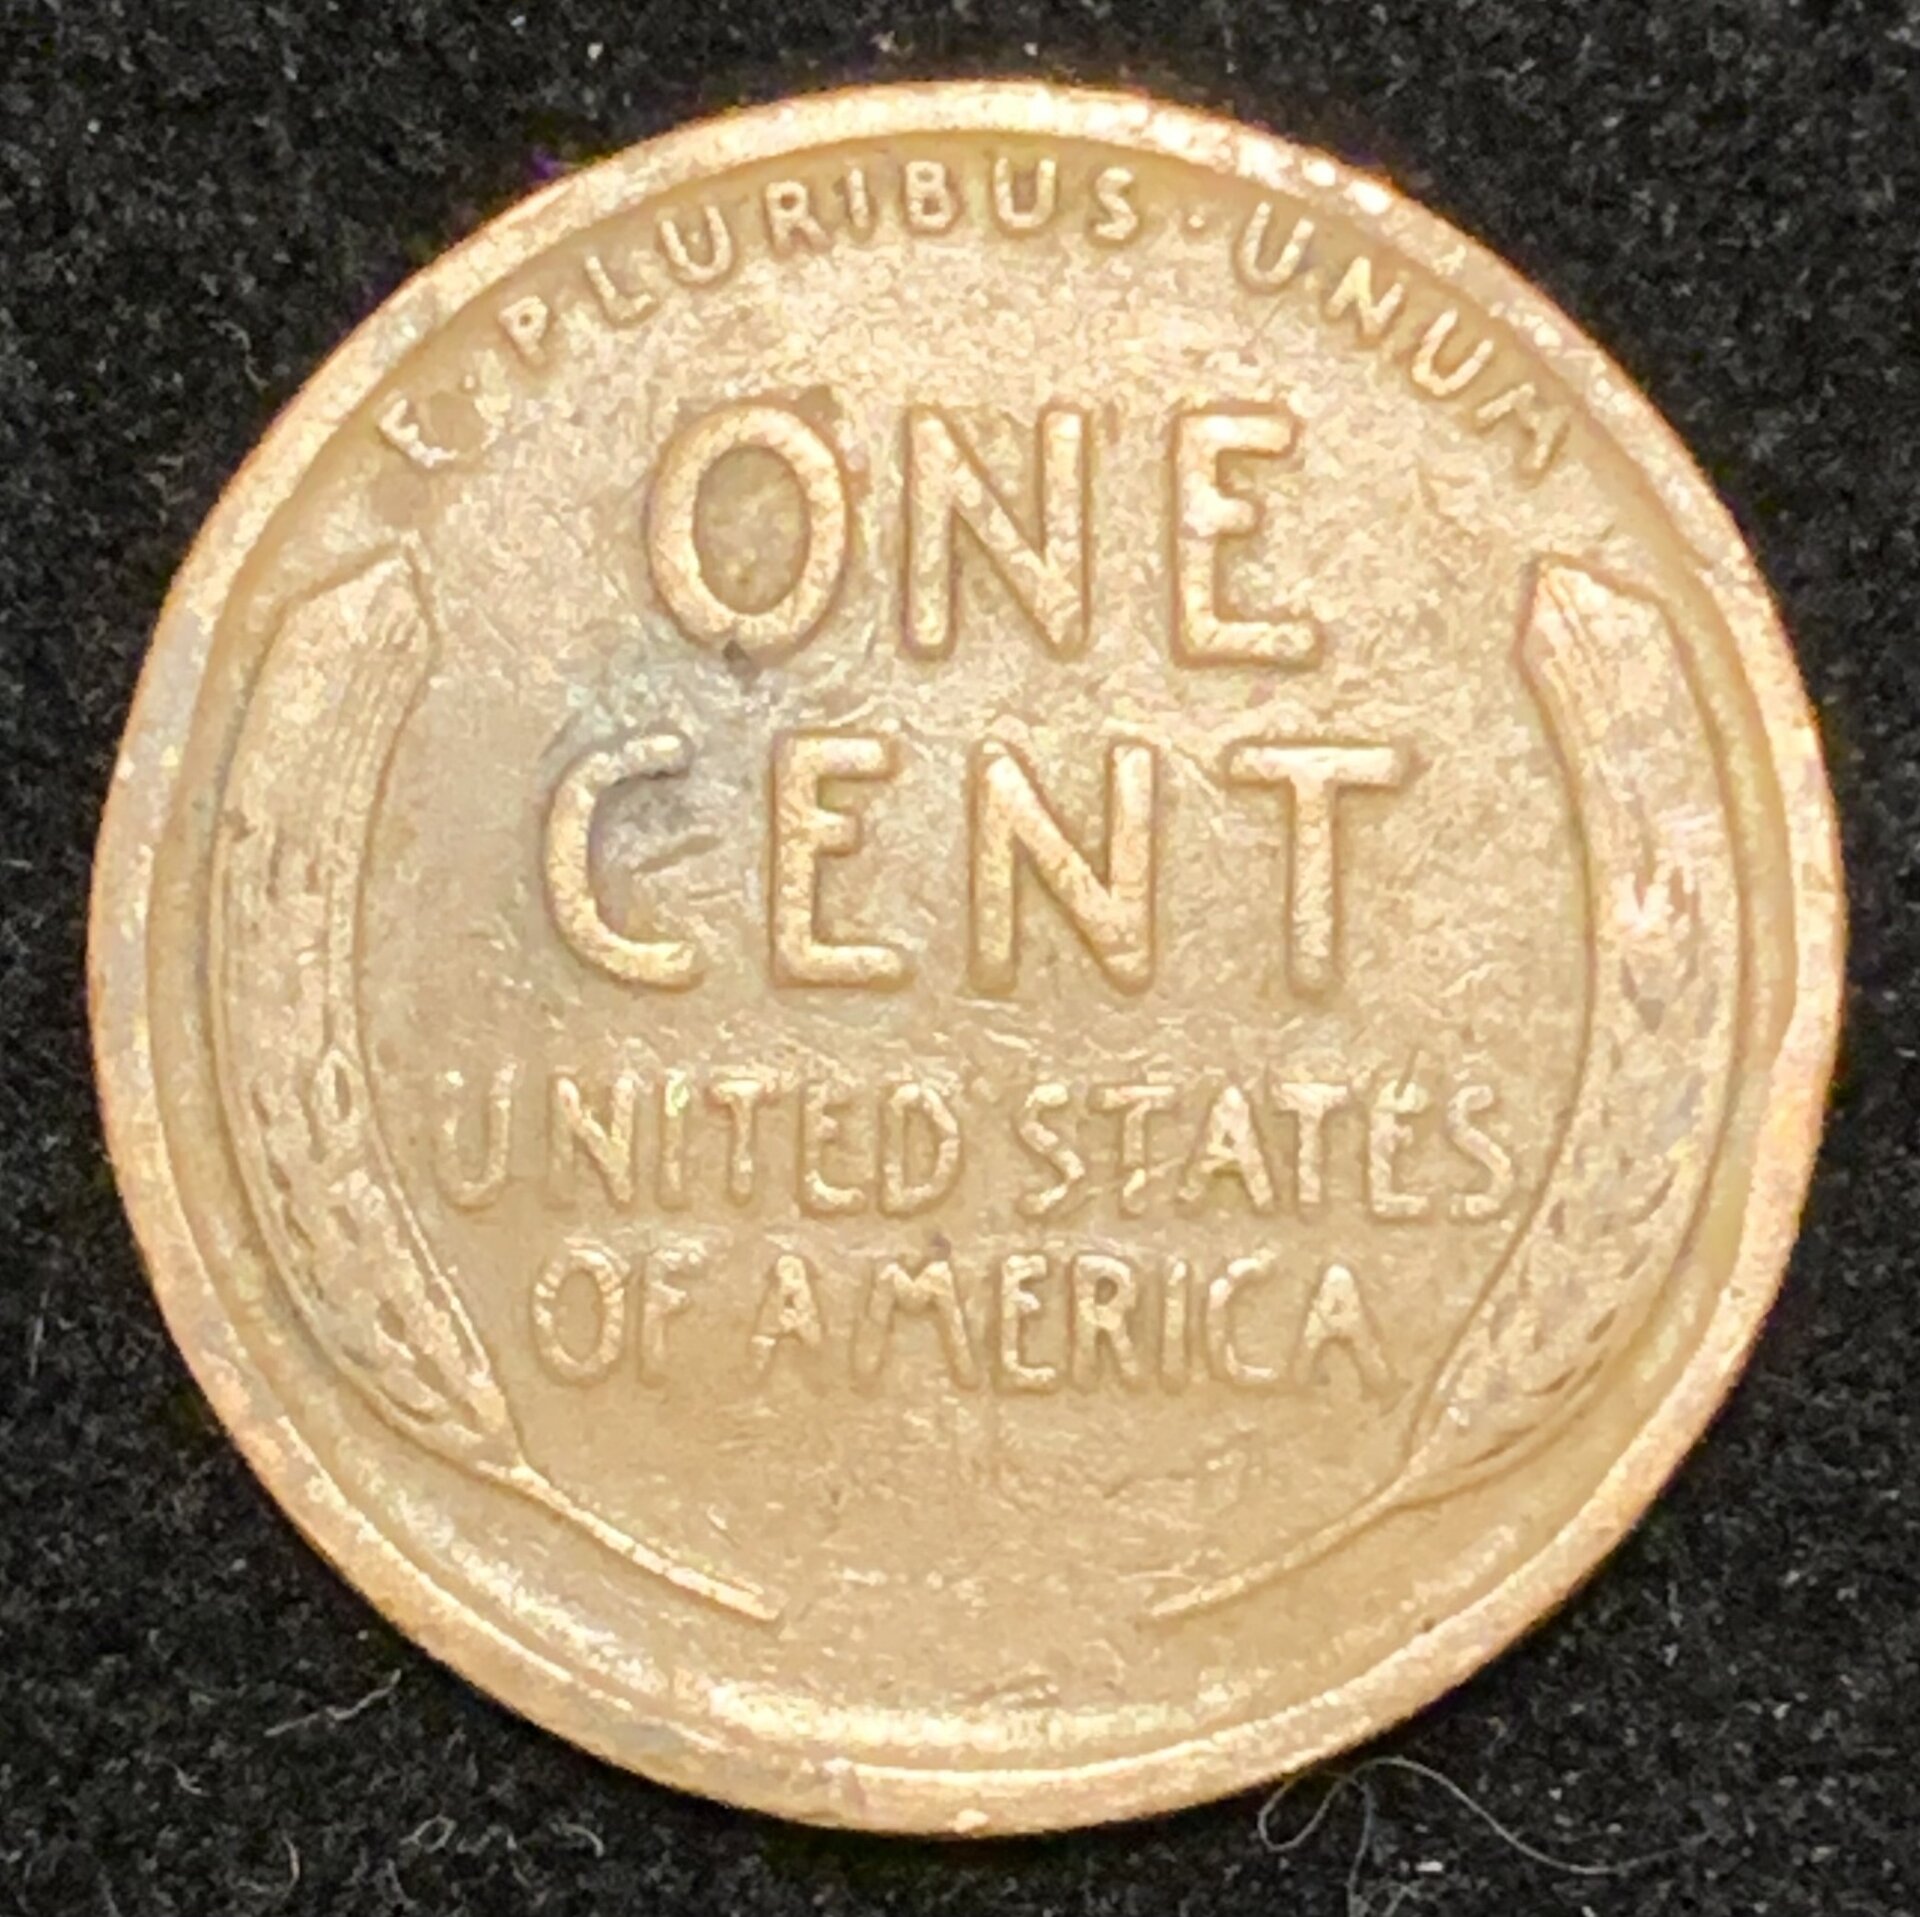 E·PLURIBUS·UNUM
ONE
CENT
UNITED STATES
OF AMERICA